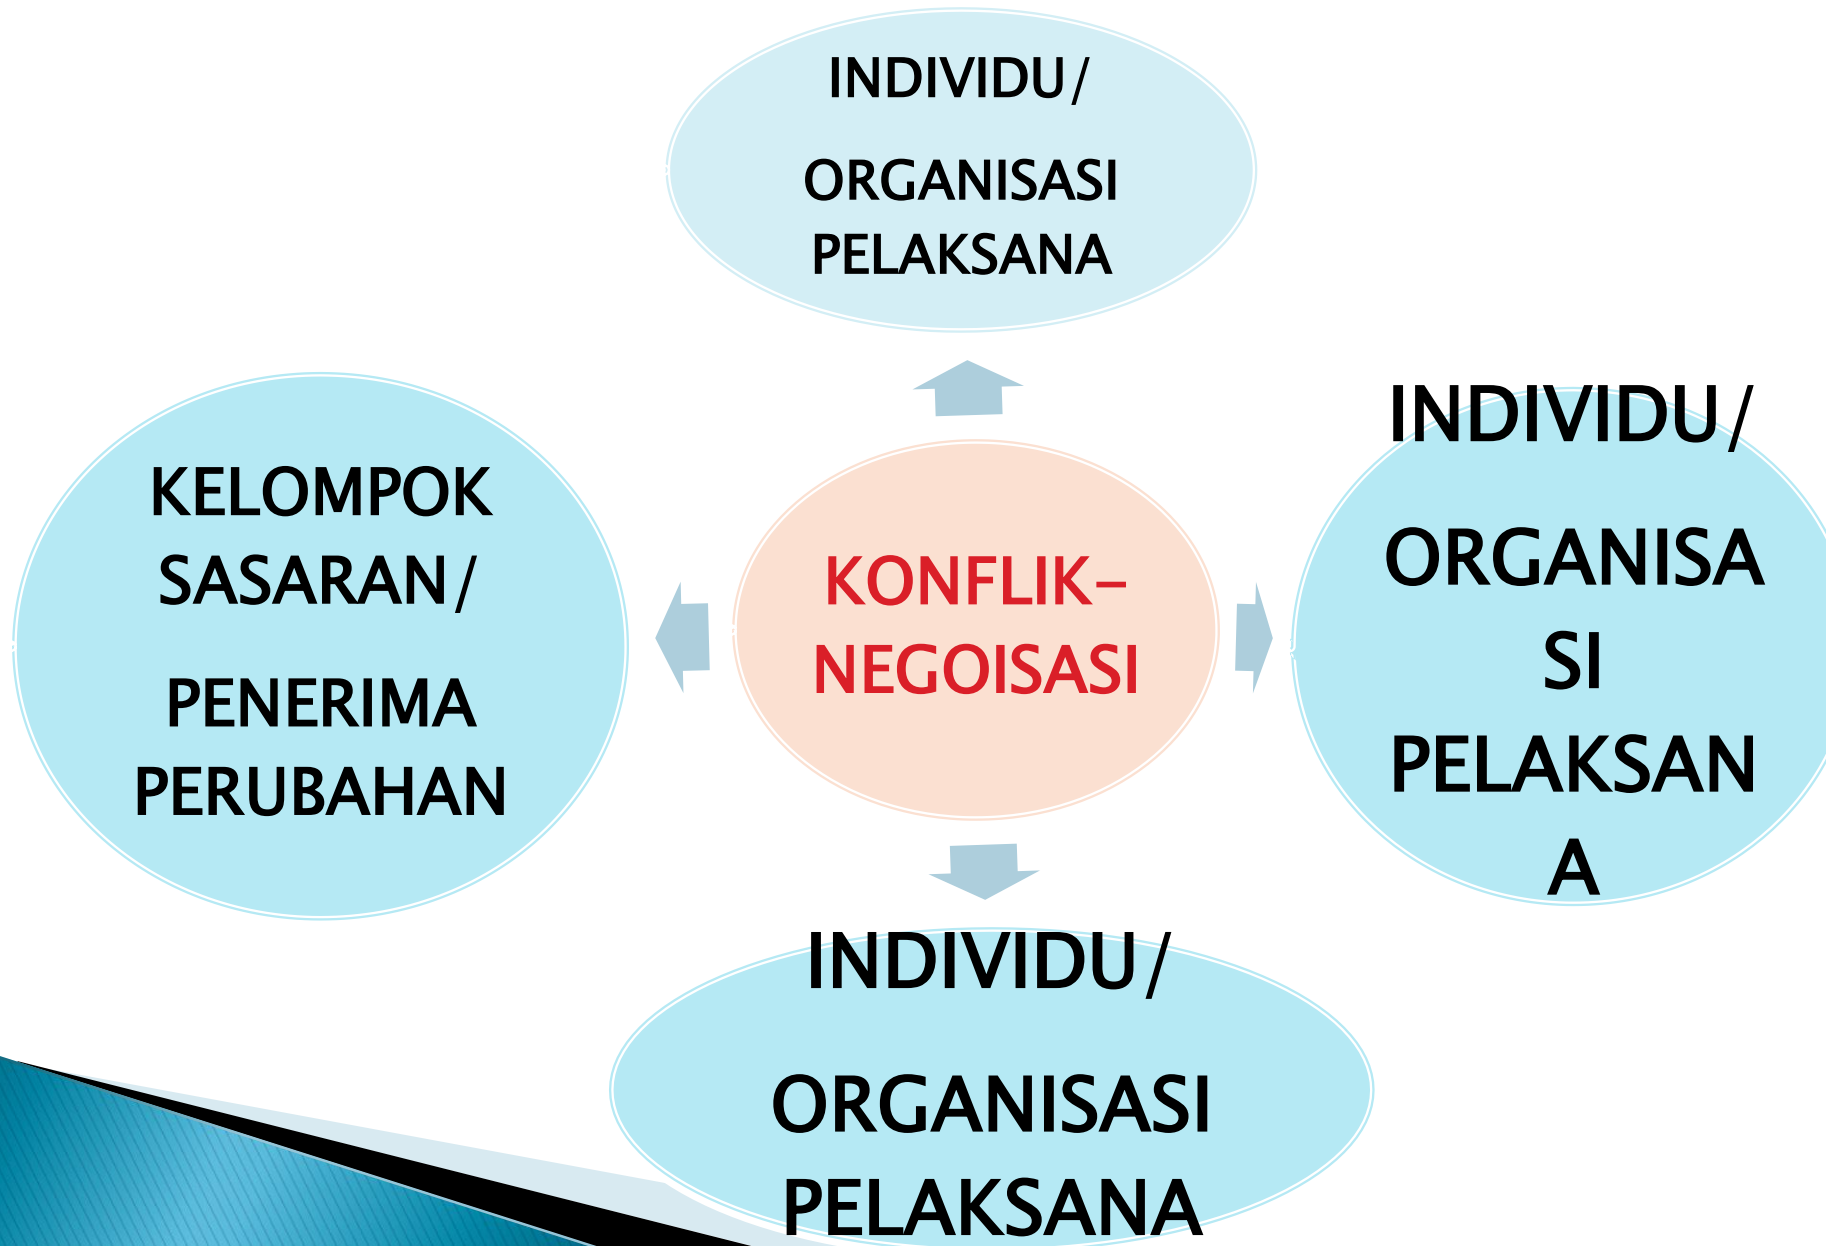 INDIVIDU/
ORGANISASI
PELAKSANA
KELOMPOK
SASARAN/
PENERIMA
PERUBAHAN
KONFLIK-
NEGOISASI
INDIVIDU/
ORGANISA
SI
PELAKSAN
A
INDIVIDU/
ORGANISASI
PELAKSANA